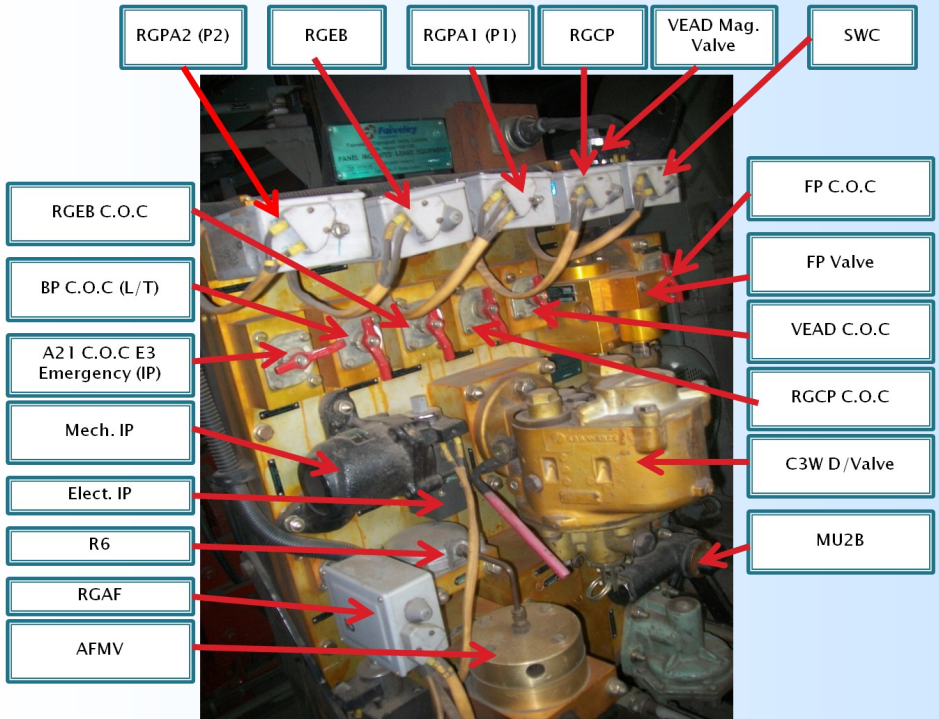 RGPA2 (P2)
RGEB
RGPA1 (P1)
RGCP
VEAD Mag.
Valve
SWC
Faiveley
RGEB C.O.C
BP C.O.C (L/T)
A21 C.O.C E3
Emergency (IP)
Mech. IP
Elect. IP
R6
RGAF
AFMV
FP C.O.C
FP Valve
VEAD C.O.C
RGCP C.O.C
C3W D/Valve
MU2B